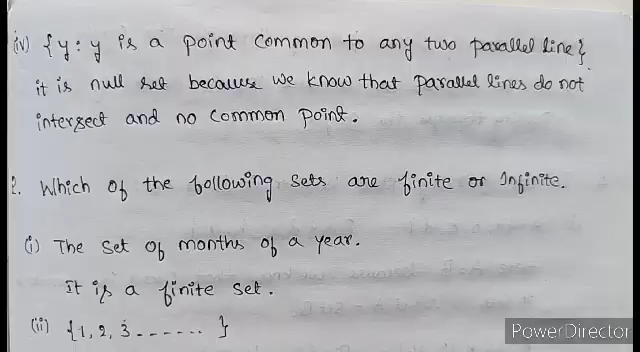 iv) {y : y is a point common to any two parallel line}
it is null set because we know that parallel lines do not
intersect and no common point.
2. Which of the following sets are finite or Infinite.
(i) The set of months of a year.
It is a finite set.
(ii) {1, 2, 3 ------- }
PowerDirector